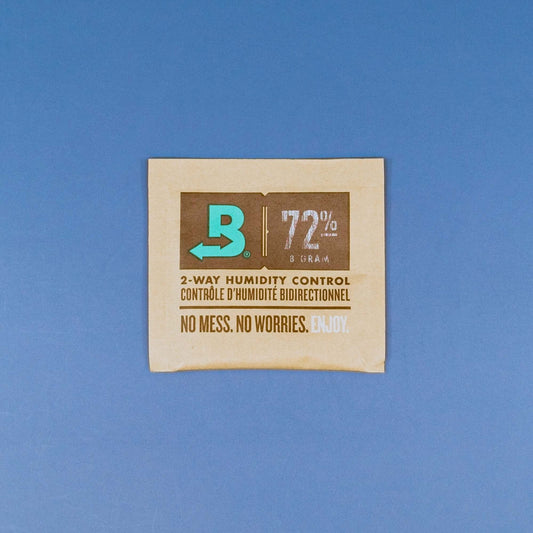 B®
72%
8 GRAM
2-WAY HUMIDITY CONTROL
CONTRÔLE D'HUMIDITÉ BIDIRECTIONNEL
NO MESS. NO WORRIES. ENJOY.